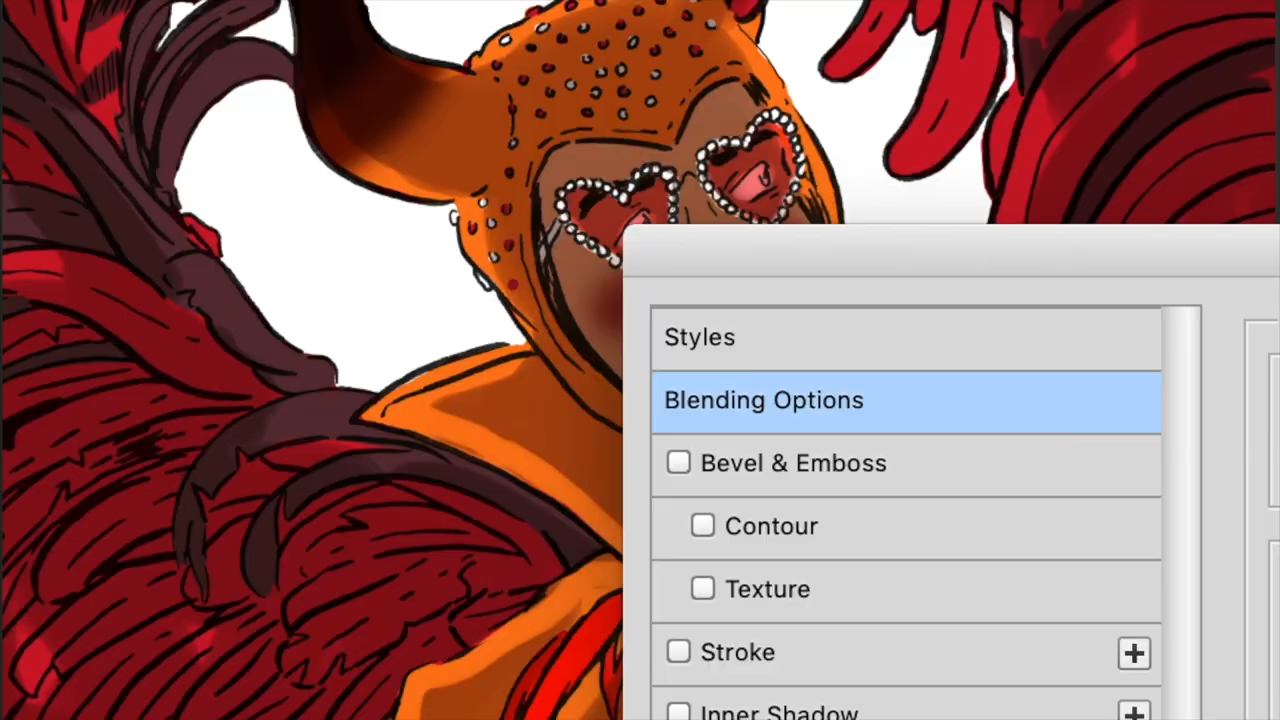 Styles
Blending Options
Bevel & Emboss
Contour
Texture
Stroke
Inner Shadow